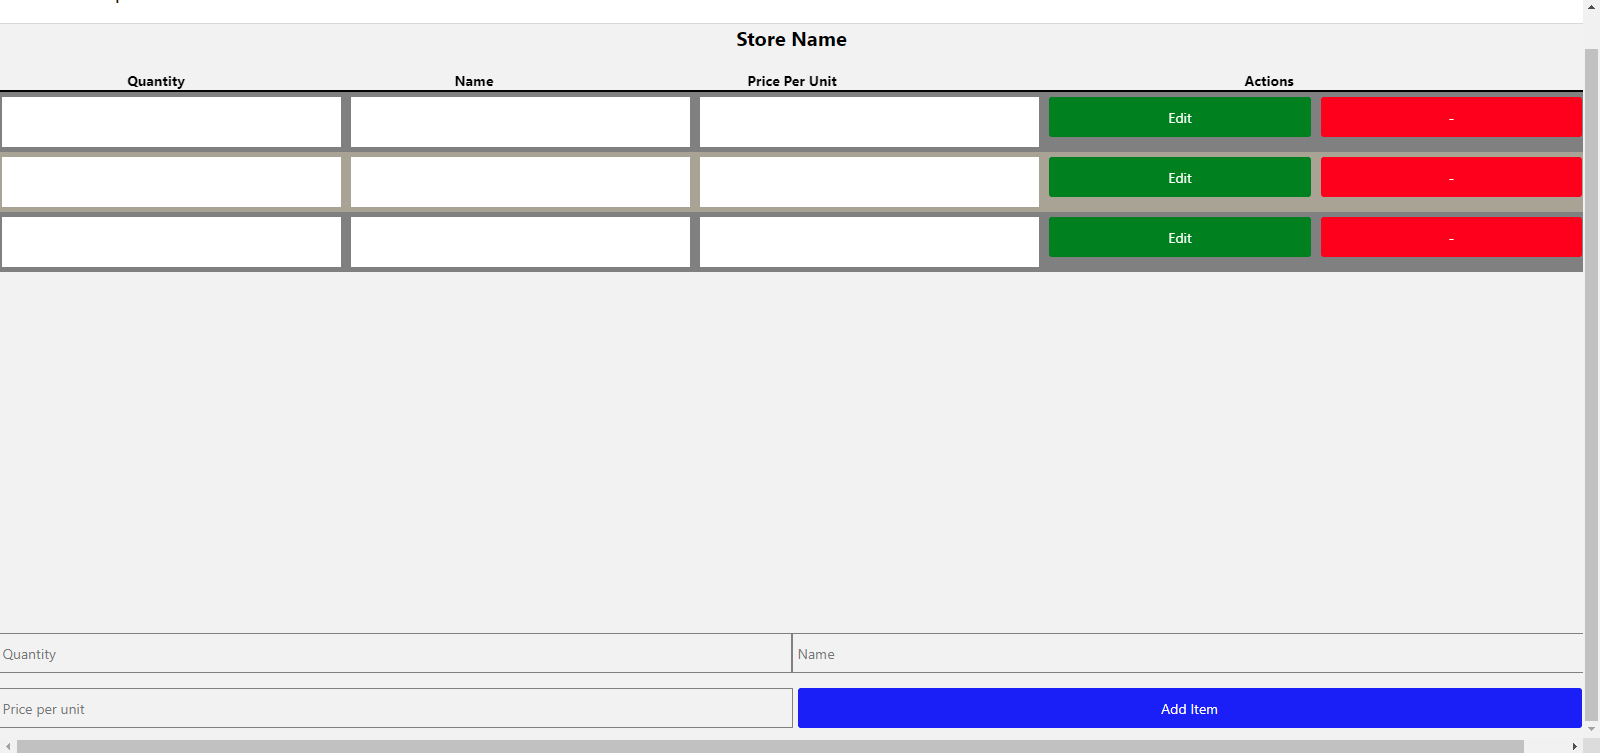 Store Name
Quantity Name Price Per Unit Actions
Edit -
Edit -
Edit -
Quantity Name
Price per unit Add Item